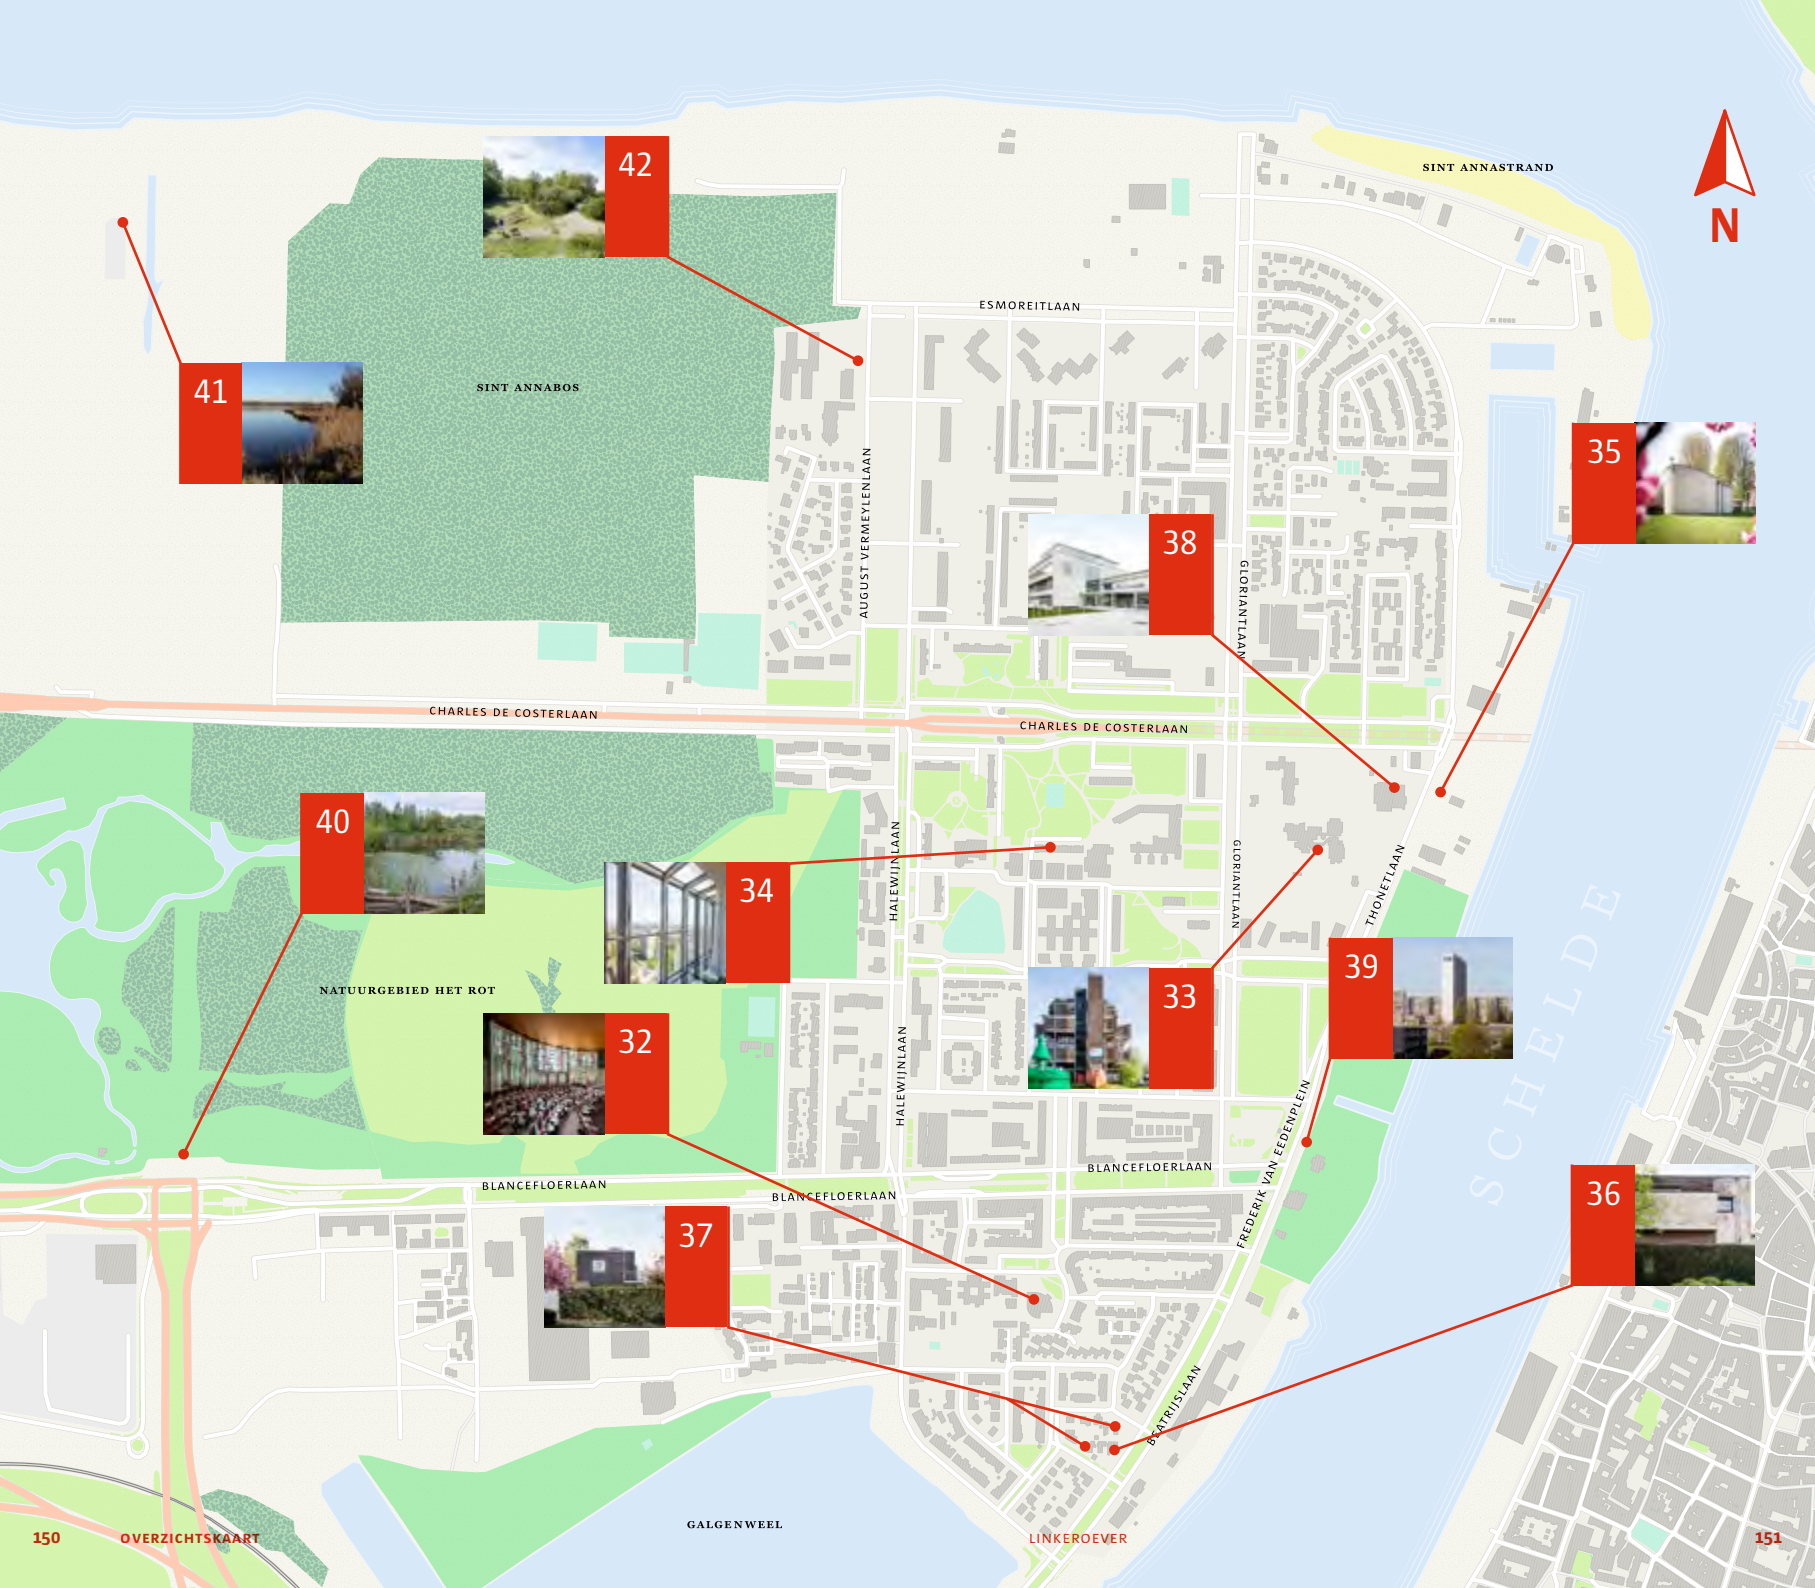 SINT ANNASTRAND
42
N
ESMOREITLAAN
41
SINT ANNABOS
35
AUGUST VERMEYLENLAAN
38
GLORIANTLAAN
CHARLES DE COSTERLAAN
CHARLES DE COSTERLAAN
40
HALEWIJNLAAN
34
GLORIANTLAAN
THONETLAAN
SCHELDE
39
NATUURGEBIED HET ROT
33
32
HALEWIJNLAAN
FREDERIK VAN EEDENPLEIN
BLANCEFLOERLAAN
BLANCEFLOERLAAN
BLANCEFLOERLAAN
36
37
BEATRIJSLAAN
GALGENWEEL
150 OVERZICHTSKAART
LINKEROEVER 151